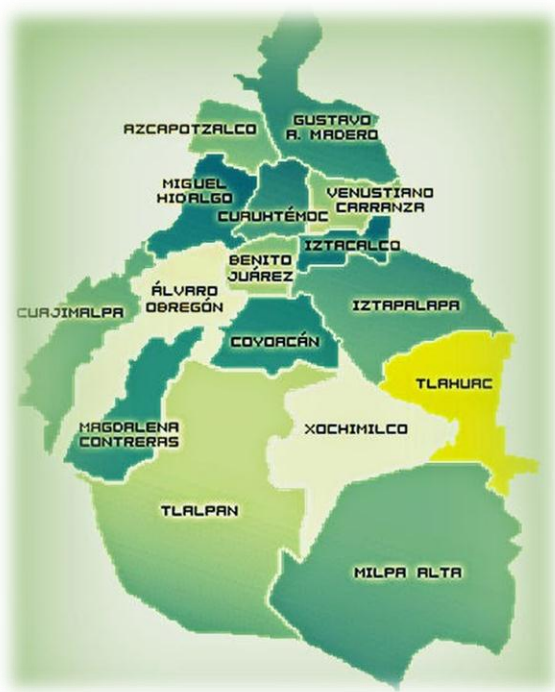 AZCAPOTZALCO
GUSTAVO
A. MADERO
MIGUEL
HIDALGO
VENUSTIANO
CARRANZA
CUAUHTÉMOC
IZTACALCO
BENITO
JUÁREZ
CUAJIMALPA
ÁLVARO
OBREGÓN
IZTAPALAPA
COYOACÁN
TLAHUAC
MAGDALENA
CONTRERAS
XOCHIMILCO
TLALPAN
MILPA ALTA